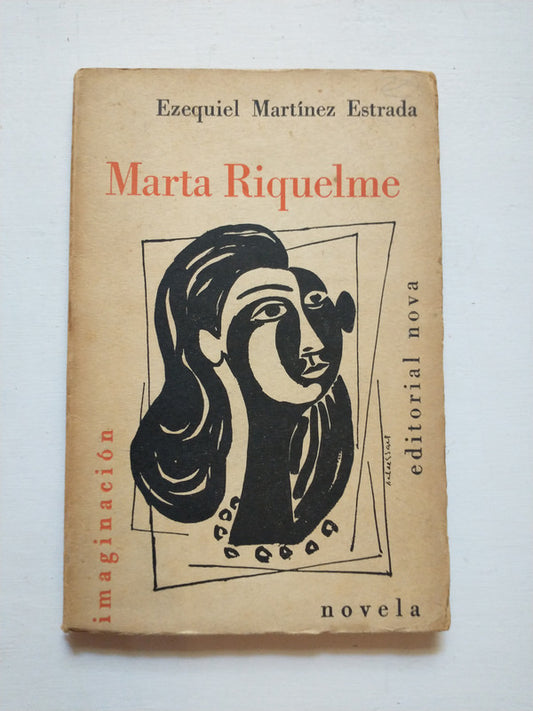 Ezequiel Martínez Estrada
Marta Riquelme
editorial nova
imaginación
novela